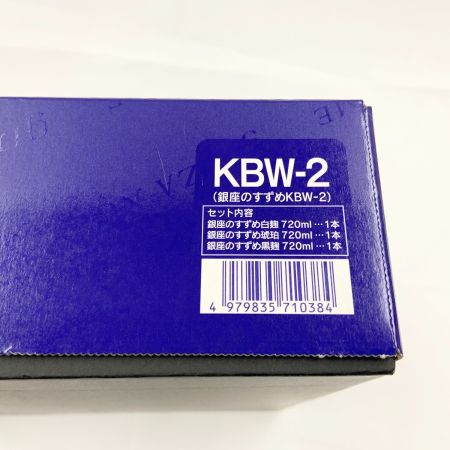 KBW-2
(銀座のすずめKBW-2)
セット内容
銀座のすずめ白麹 720ml…1本
銀座のすずめ琥珀 720ml…1本
銀座のすずめ黒麹 720ml…1本
4 979835 710384